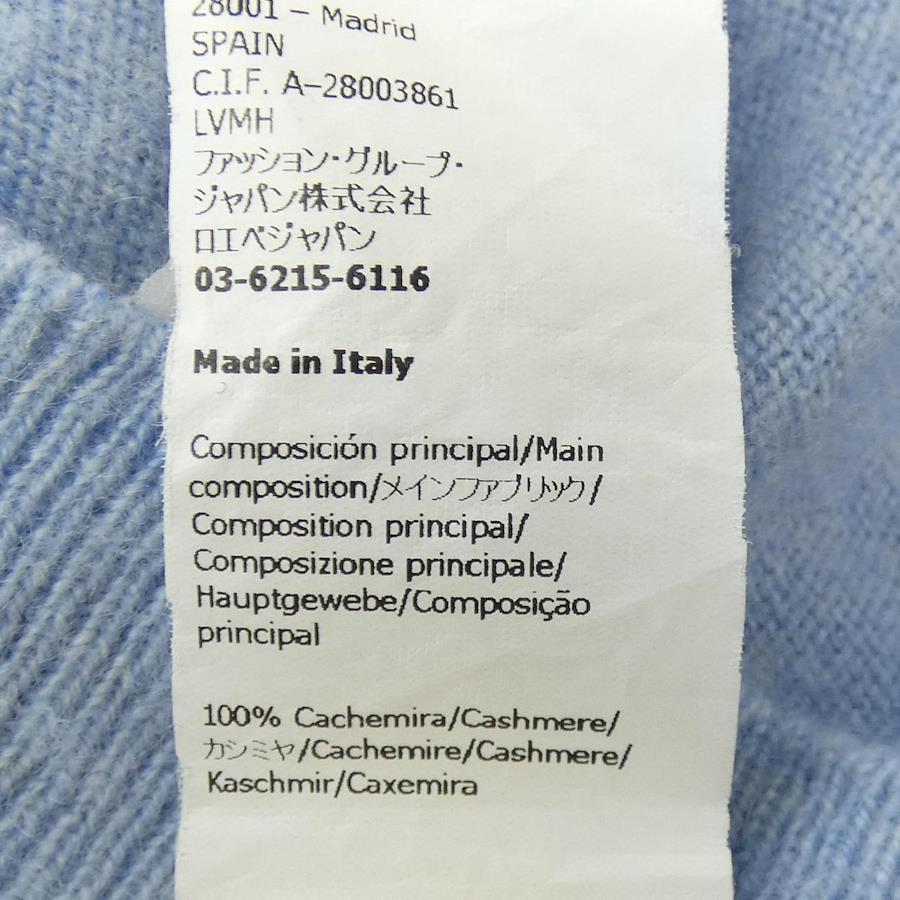 28001 – Madrid
SPAIN
C.I.F. A–28003861
LVMH
ファッション・グループ・
ジャパン株式会社
ロエベジャパン
03-6215-6116
Made in Italy
Composición principal/Main
composition/メインファブリック/
Composition principal/
Composizione principale/
Hauptgewebe/Composição
principal
100% Cachemira/Cashmere/
カシミヤ/Cachemire/Cashmere/
Kaschmir/Caxemira